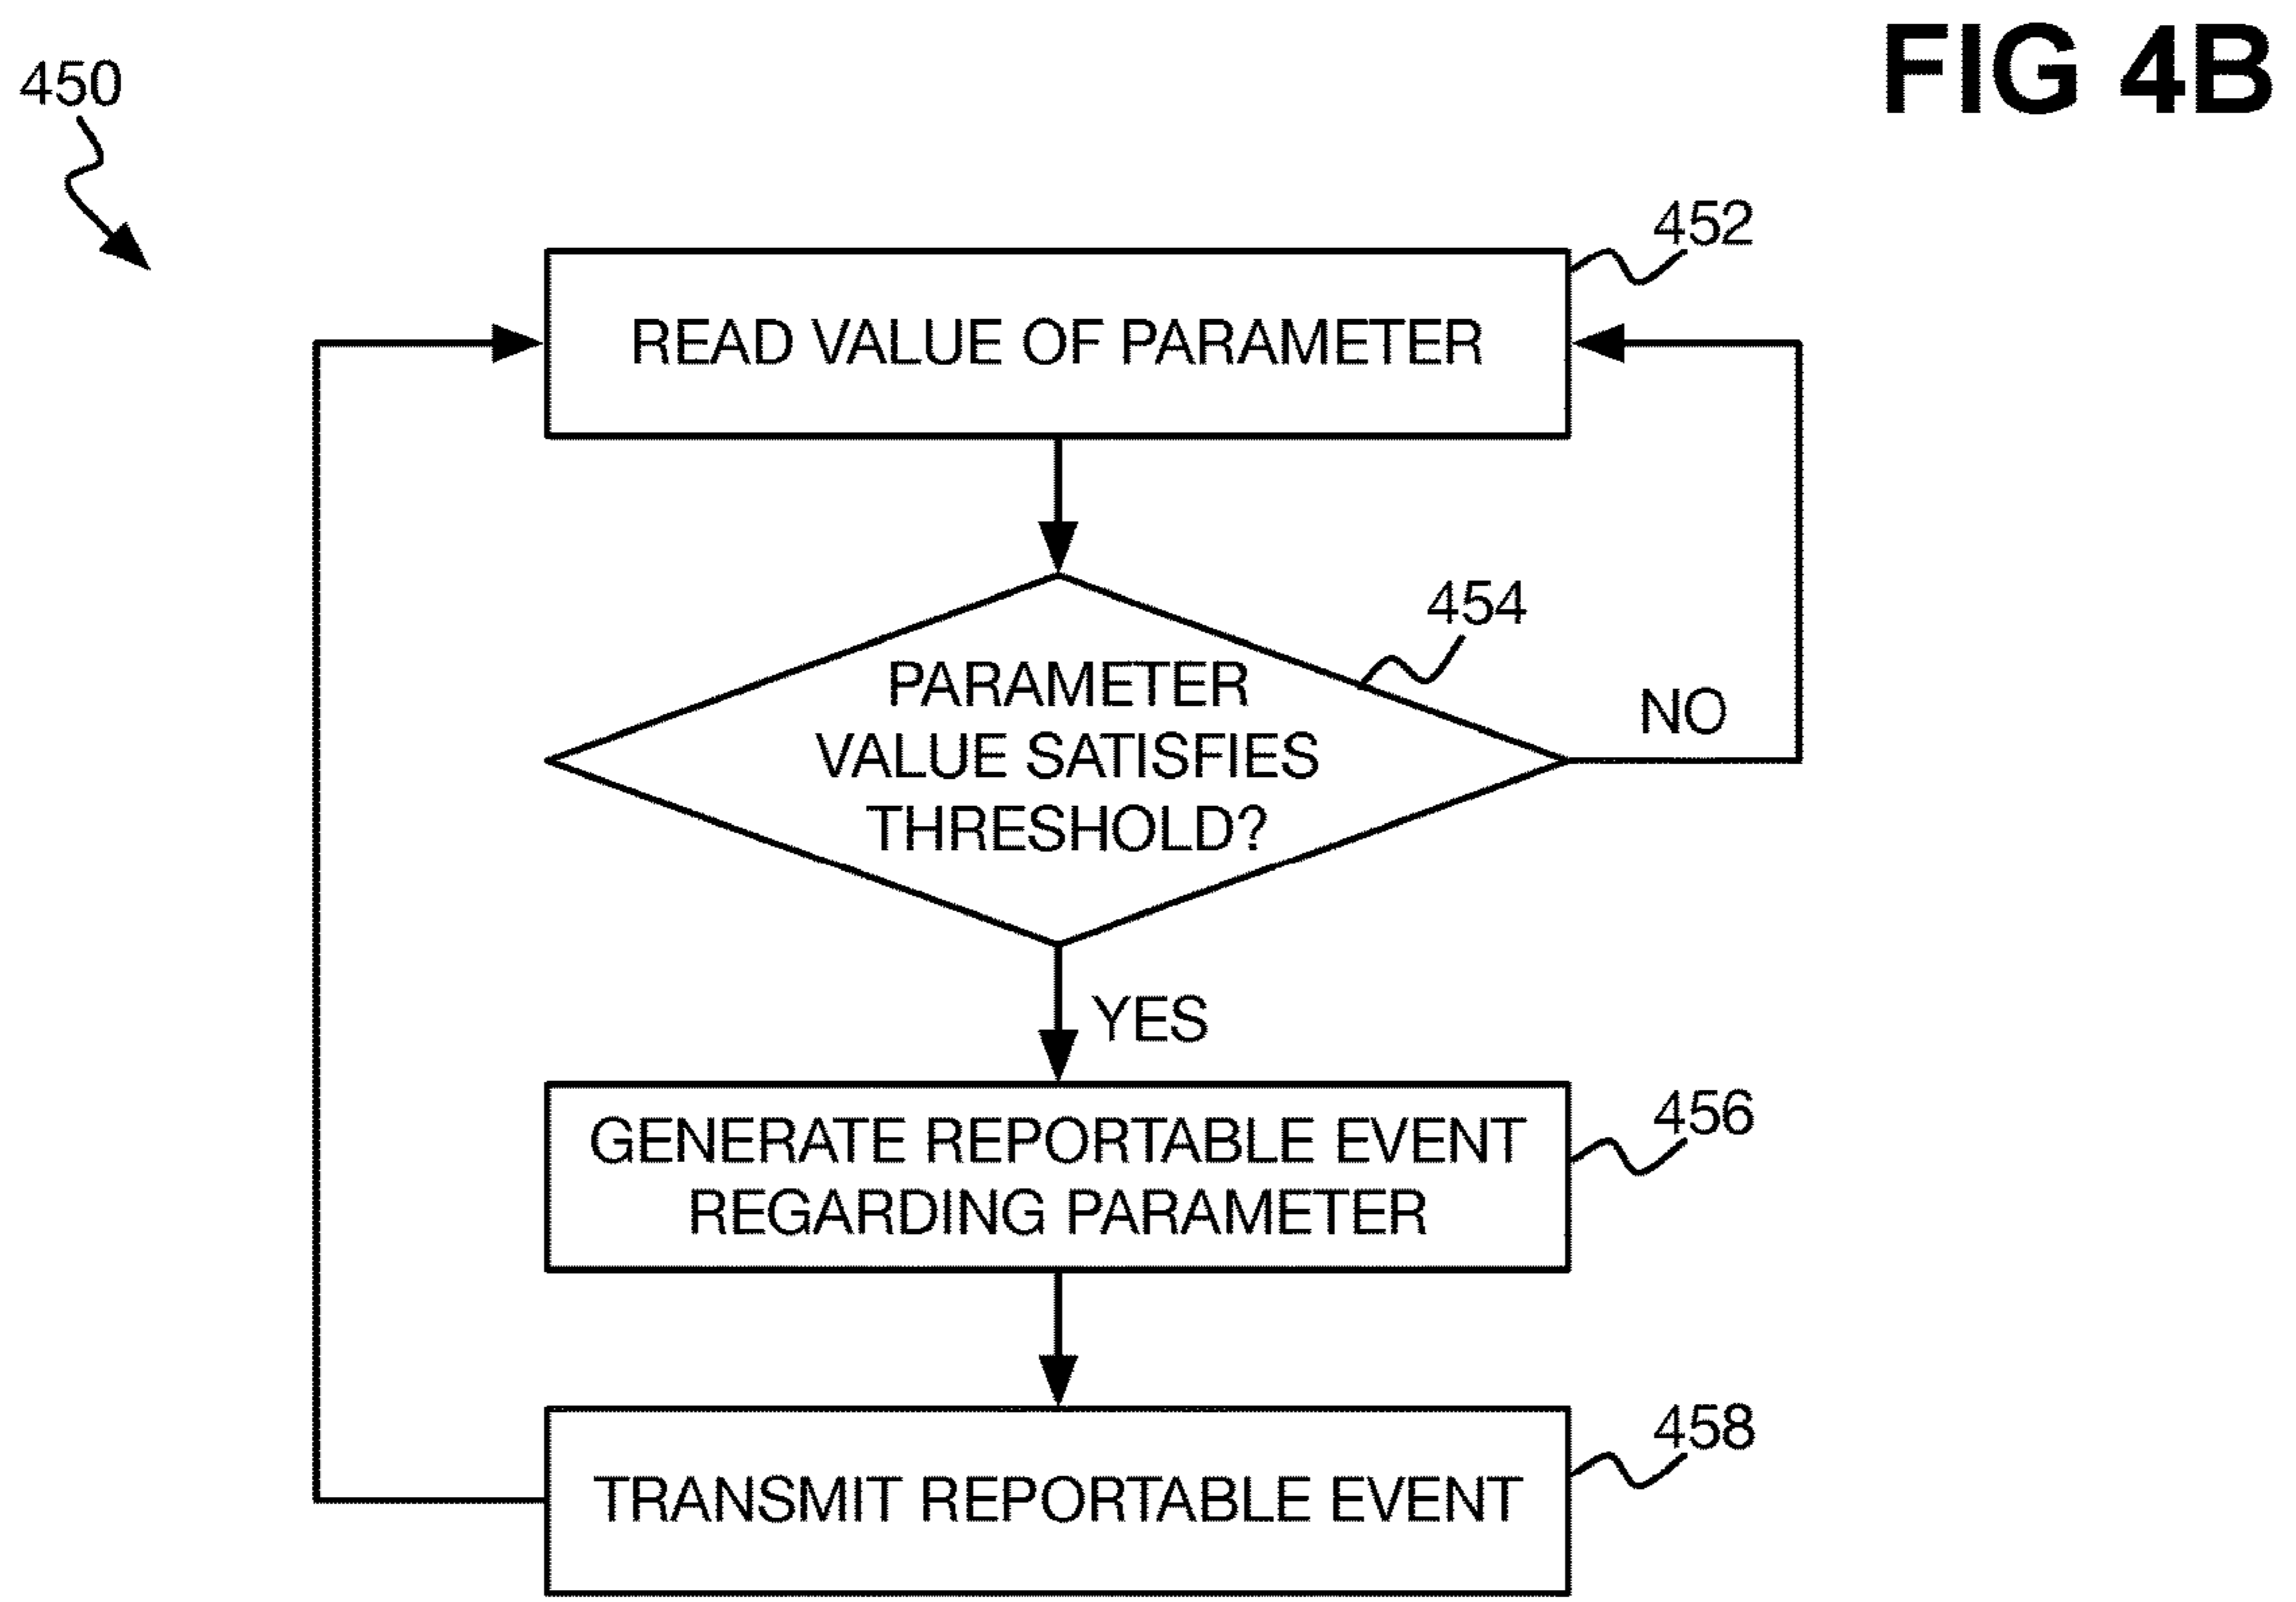 FIG 4B
450
452
READ VALUE OF PARAMETER
454
PARAMETER
VALUE SATISFIES
THRESHOLD?
NO
YES
456
GENERATE REPORTABLE EVENT
REGARDING PARAMETER
458
TRANSMIT REPORTABLE EVENT